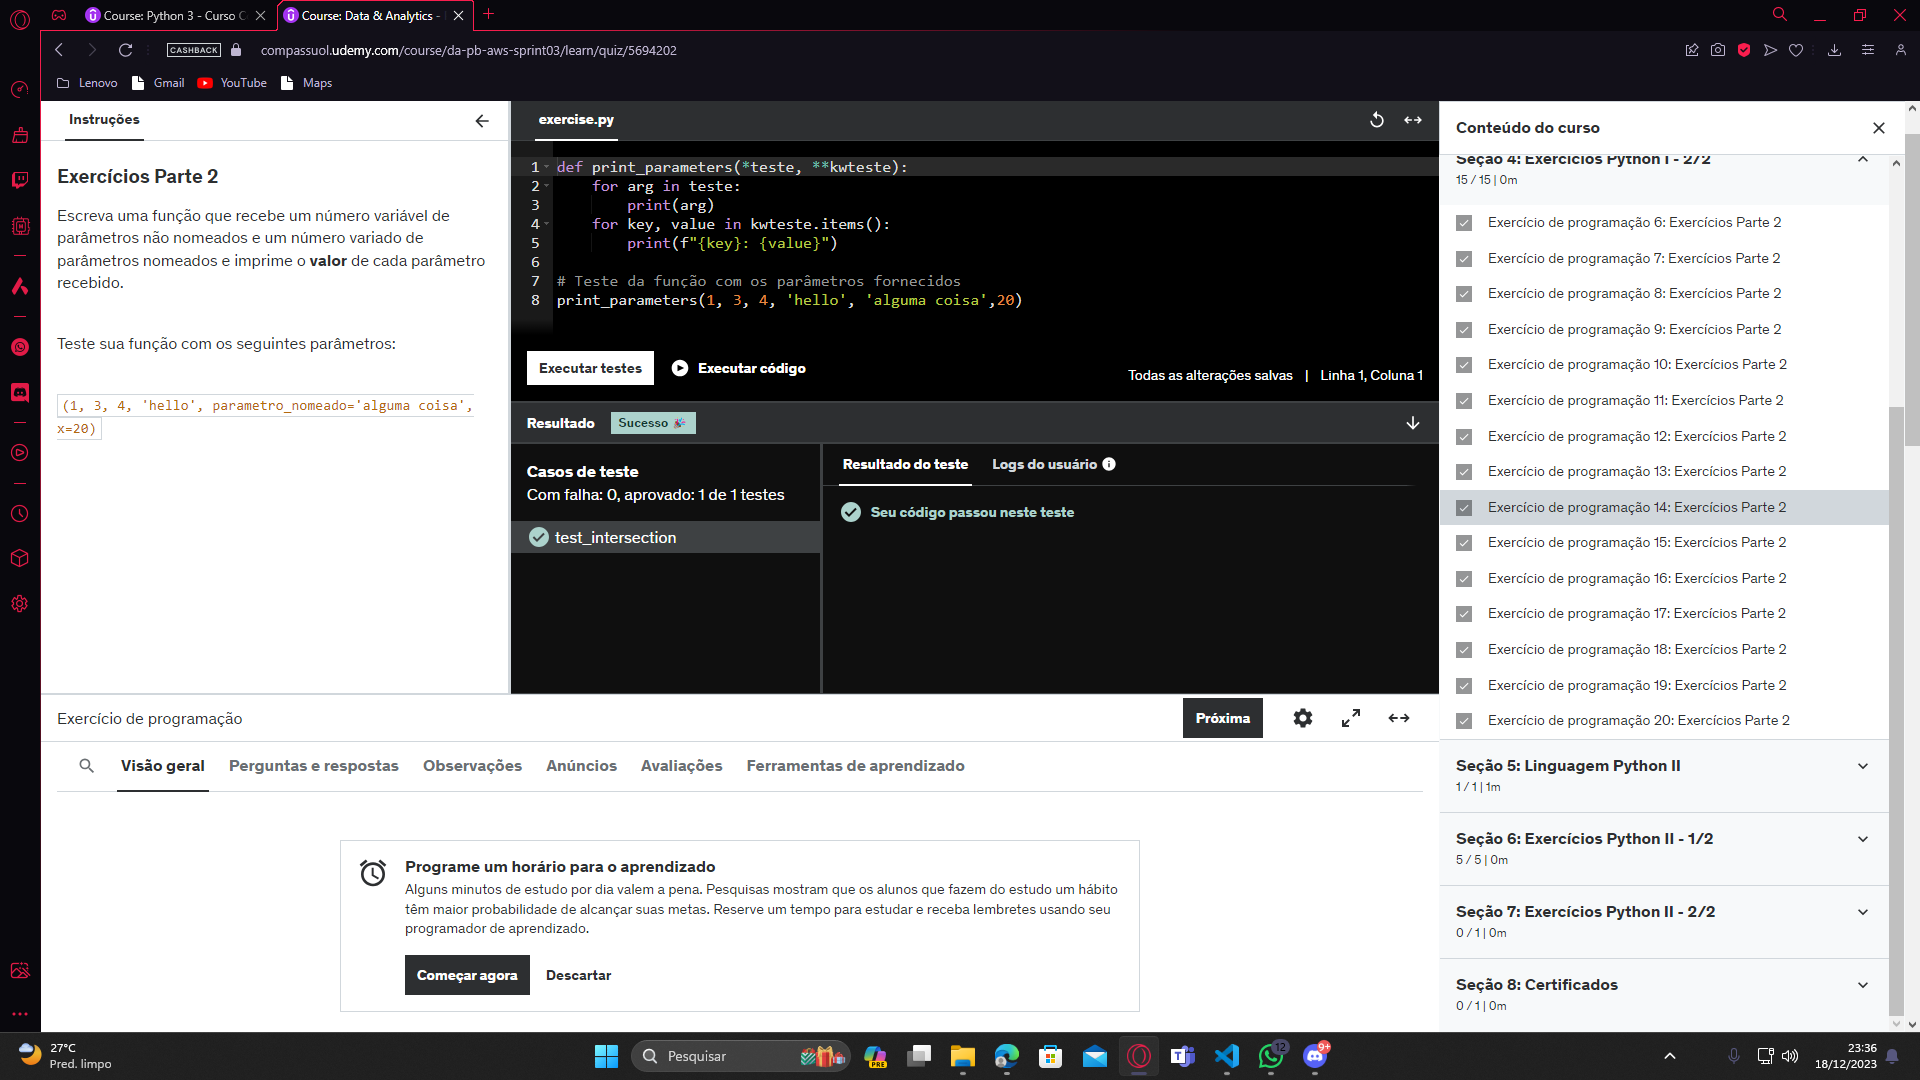 Course: Python 3 - Curso C
Course: Data & Analytics -
CASHBACK
compassuol.udemy.com/course/da-pb-aws-sprint03/learn/quiz/5694202
Lenovo
Gmail
YouTube
Maps
Instruções
Exercícios Parte 2
Escreva uma função que recebe um número variável de
parâmetros não nomeados e um número variado de
parâmetros nomeados e imprime o valor de cada parâmetro
recebido.
Teste sua função com os seguintes parâmetros:
(1, 3, 4, 'hello', parametro_nomeado='alguma coisa',
x=20)
exercise.py
1 def print_parameters(*teste, **kwteste):
2     for arg in teste:
3         print(arg)
4     for key, value in kwteste.items():
5         print(f"{key}: {value}")
6
7 # Teste da função com os parâmetros fornecidos
8 print_parameters(1, 3, 4, 'hello', 'alguma coisa',20)
Executar testes
Executar código
Todas as alterações salvas | Linha 1, Coluna 1
Resultado
Sucesso
Casos de teste
Com falha: 0, aprovado: 1 de 1 testes
test_intersection
Resultado do teste
Logs do usuário
Seu código passou neste teste
Exercício de programação
Próxima
Visão geral
Perguntas e respostas
Observações
Anúncios
Avaliações
Ferramentas de aprendizado
Programe um horário para o aprendizado
Alguns minutos de estudo por dia valem a pena. Pesquisas mostram que os alunos que fazem do estudo um hábito
têm maior probabilidade de alcançar suas metas. Reserve um tempo para estudar e receba lembretes usando seu
programador de aprendizado.
Começar agora
Descartar
Conteúdo do curso
Seção 4: Exercícios Python I - 2/2
15 / 15 | 0m
Exercício de programação 6: Exercícios Parte 2
Exercício de programação 7: Exercícios Parte 2
Exercício de programação 8: Exercícios Parte 2
Exercício de programação 9: Exercícios Parte 2
Exercício de programação 10: Exercícios Parte 2
Exercício de programação 11: Exercícios Parte 2
Exercício de programação 12: Exercícios Parte 2
Exercício de programação 13: Exercícios Parte 2
Exercício de programação 14: Exercícios Parte 2
Exercício de programação 15: Exercícios Parte 2
Exercício de programação 16: Exercícios Parte 2
Exercício de programação 17: Exercícios Parte 2
Exercício de programação 18: Exercícios Parte 2
Exercício de programação 19: Exercícios Parte 2
Exercício de programação 20: Exercícios Parte 2
Seção 5: Linguagem Python II
1 / 1 | 1m
Seção 6: Exercícios Python II - 1/2
5 / 5 | 0m
Seção 7: Exercícios Python II - 2/2
0 / 1 | 0m
Seção 8: Certificados
0 / 1 | 0m
27°C
Pred. limpo
Pesquisar
PRE
12
9+
23:36
18/12/2023